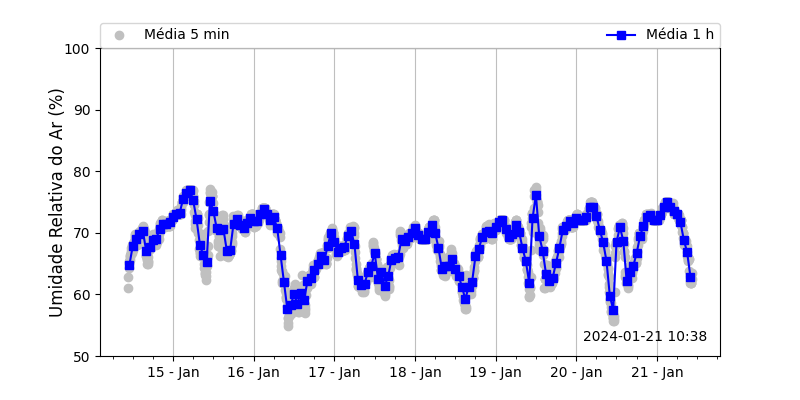 Média 5 min
Média 1 h
Umidade Relativa do Ar (%)
100
90
80
70
60
50
2024-01-21 10:38
15 - Jan
16 - Jan
17 - Jan
18 - Jan
19 - Jan
20 - Jan
21 - Jan